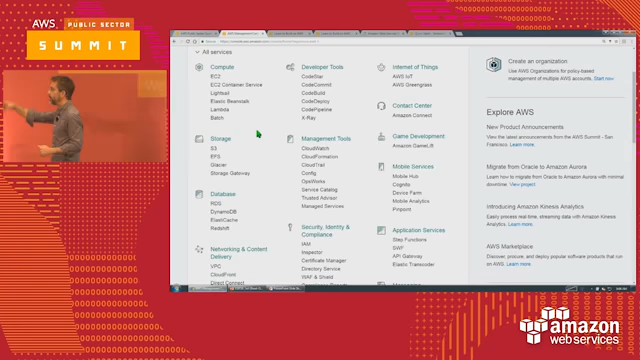 AWS PUBLIC SECTOR
SUMMIT
All services
Compute
EC2
EC2 Container Service
Lightsail
Elastic Beanstalk
Lambda
Batch
Storage
S3
EFS
Glacier
Storage Gateway
Database
RDS
DynamoDB
ElastiCache
Redshift
Networking & Content
Delivery
VPC
CloudFront
Direct Connect
Developer Tools
CodeStar
CodeCommit
CodeBuild
CodeDeploy
CodePipeline
X-Ray
Management Tools
CloudWatch
CloudFormation
CloudTrail
Config
OpsWorks
Service Catalog
Trusted Advisor
Managed Services
Security, Identity &
Compliance
IAM
Inspector
Certificate Manager
Directory Service
WAF & Shield
Internet of Things
AWS IoT
AWS Greengrass
Contact Center
Amazon Connect
Game Development
Amazon GameLift
Mobile Services
Mobile Hub
Cognito
Device Farm
Mobile Analytics
Pinpoint
Application Services
Step Functions
SWF
API Gateway
Elastic Transcoder
Create an organization
Use AWS Organizations for policy-based
management of multiple AWS accounts. Start now
Explore AWS
New Product Announcements
View the latest announcements from the AWS Summit - San
Francisco 2017. Learn more.
Migrate from Oracle to Amazon Aurora
Learn how to migrate from Oracle to Amazon Aurora with minimal
downtime. View project
Introducing Amazon Kinesis Analytics
Easily process real-time, streaming data with Amazon Kinesis
Analytics. Learn more.
AWS Marketplace
Discover, procure, and deploy popular software products that run
on AWS. Learn more.
amazon
web services